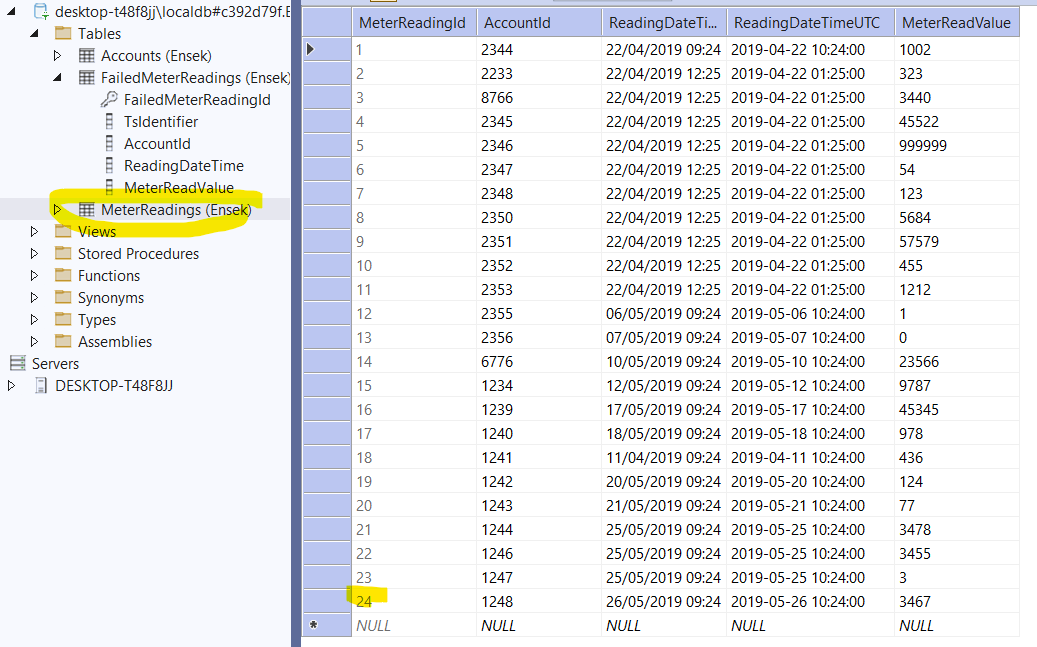 desktop-t48f8jj\localdb#c392d79f.E
Tables
Accounts (Ensek)
FailedMeterReadings (Ensek)
FailedMeterReadingId
TsIdentifier
AccountId
ReadingDateTime
MeterReadValue
MeterReadings (Ensek)
Views
Stored Procedures
Functions
Synonyms
Types
Assemblies
Servers
DESKTOP-T48F8JJ
MeterReadingId AccountId ReadingDateTi... ReadingDateTimeUTC MeterReadValue
1 2344 22/04/2019 09:24 2019-04-22 10:24:00 1002
2 2233 22/04/2019 12:25 2019-04-22 01:25:00 323
3 8766 22/04/2019 12:25 2019-04-22 01:25:00 3440
4 2345 22/04/2019 12:25 2019-04-22 01:25:00 45522
5 2346 22/04/2019 12:25 2019-04-22 01:25:00 999999
6 2347 22/04/2019 12:25 2019-04-22 01:25:00 54
7 2348 22/04/2019 12:25 2019-04-22 01:25:00 123
8 2350 22/04/2019 12:25 2019-04-22 01:25:00 5684
9 2351 22/04/2019 12:25 2019-04-22 01:25:00 57579
10 2352 22/04/2019 12:25 2019-04-22 01:25:00 455
11 2353 22/04/2019 12:25 2019-04-22 01:25:00 1212
12 2355 06/05/2019 09:24 2019-05-06 10:24:00 1
13 2356 07/05/2019 09:24 2019-05-07 10:24:00 0
14 6776 10/05/2019 09:24 2019-05-10 10:24:00 23566
15 1234 12/05/2019 09:24 2019-05-12 10:24:00 9787
16 1239 17/05/2019 09:24 2019-05-17 10:24:00 45345
17 1240 18/05/2019 09:24 2019-05-18 10:24:00 978
18 1241 11/04/2019 09:24 2019-04-11 10:24:00 436
19 1242 20/05/2019 09:24 2019-05-20 10:24:00 124
20 1243 21/05/2019 09:24 2019-05-21 10:24:00 77
21 1244 25/05/2019 09:24 2019-05-25 10:24:00 3478
22 1246 25/05/2019 09:24 2019-05-25 10:24:00 3455
23 1247 25/05/2019 09:24 2019-05-25 10:24:00 3
24 1248 26/05/2019 09:24 2019-05-26 10:24:00 3467
* NULL NULL NULL NULL NULL